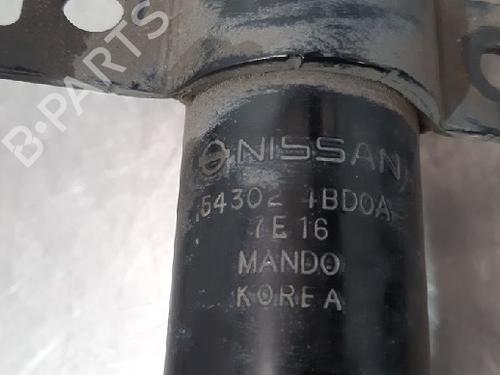 B-PARTS
NISSAN
54302 4BD0A
7E16
MANDO
KOREA